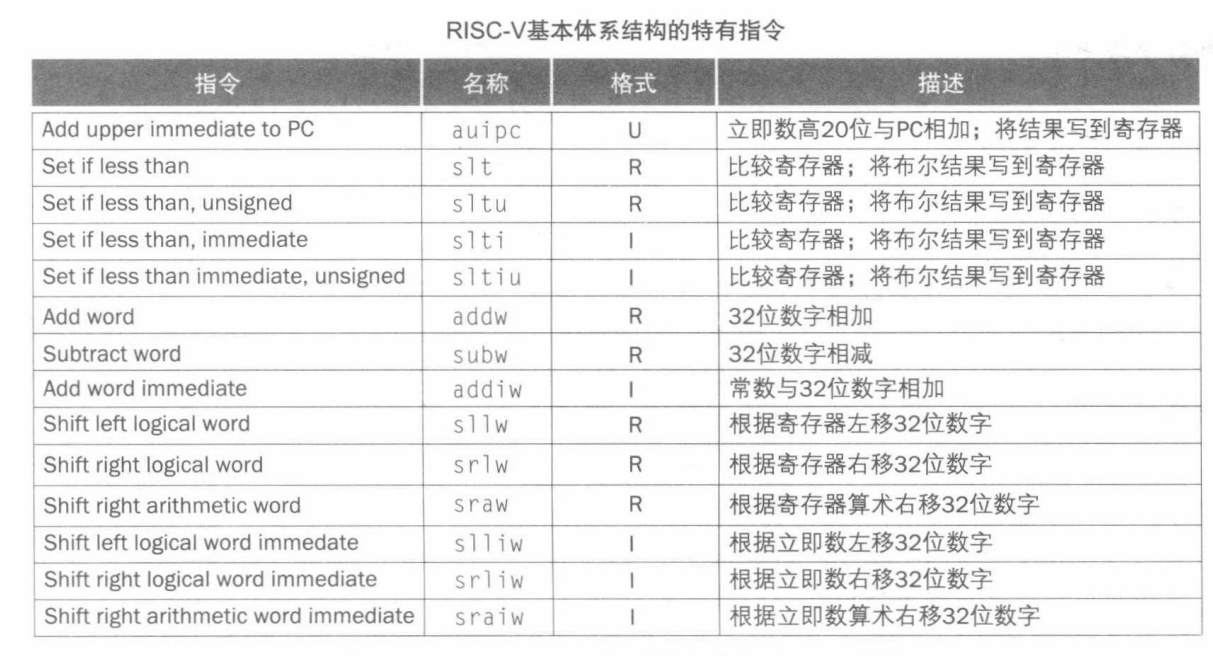 RISC-V基本体系结构的特有指令
指令 名称 格式 描述
Add upper immediate to PC auipc U 立即数高20位与PC相加；将结果写到寄存器
Set if less than slt R 比较寄存器；将布尔结果写到寄存器
Set if less than, unsigned sltu R 比较寄存器；将布尔结果写到寄存器
Set if less than, immediate slti I 比较寄存器；将布尔结果写到寄存器
Set if less than immediate, unsigned sltiu I 比较寄存器；将布尔结果写到寄存器
Add word addw R 32位数字相加
Subtract word subw R 32位数字相减
Add word immediate addiw I 常数与32位数字相加
Shift left logical word sllw R 根据寄存器左移32位数字
Shift right logical word srlw R 根据寄存器右移32位数字
Shift right arithmetic word sraw R 根据寄存器算术右移32位数字
Shift left logical word immedate slliw I 根据立即数左移32位数字
Shift right logical word immediate srliw I 根据立即数右移32位数字
Shift right arithmetic word immediate sraiw I 根据立即数算术右移32位数字